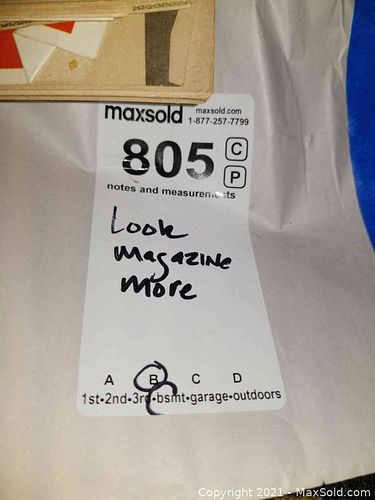 maxsold maxsold.com
1-877-257-7799
805 C
P
notes and measurements
Look
Magazine
More
A B C D
1st•2nd•3rd•bsmt•garage•outdoors
Copyright 2021 - MaxSold.com